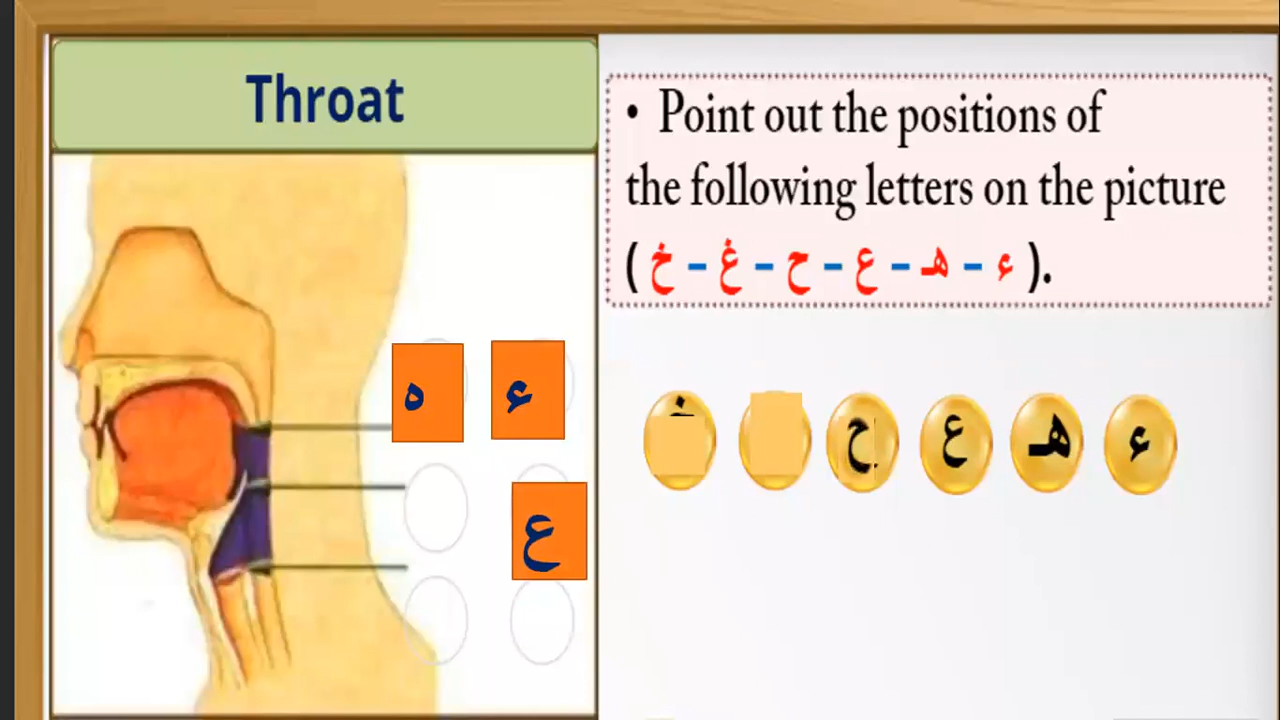 Throat
• Point out the positions of
the following letters on the picture
( ء – هـ – ع – ح – غ – خ ).
ه ء
ع
ء هـ ع ح